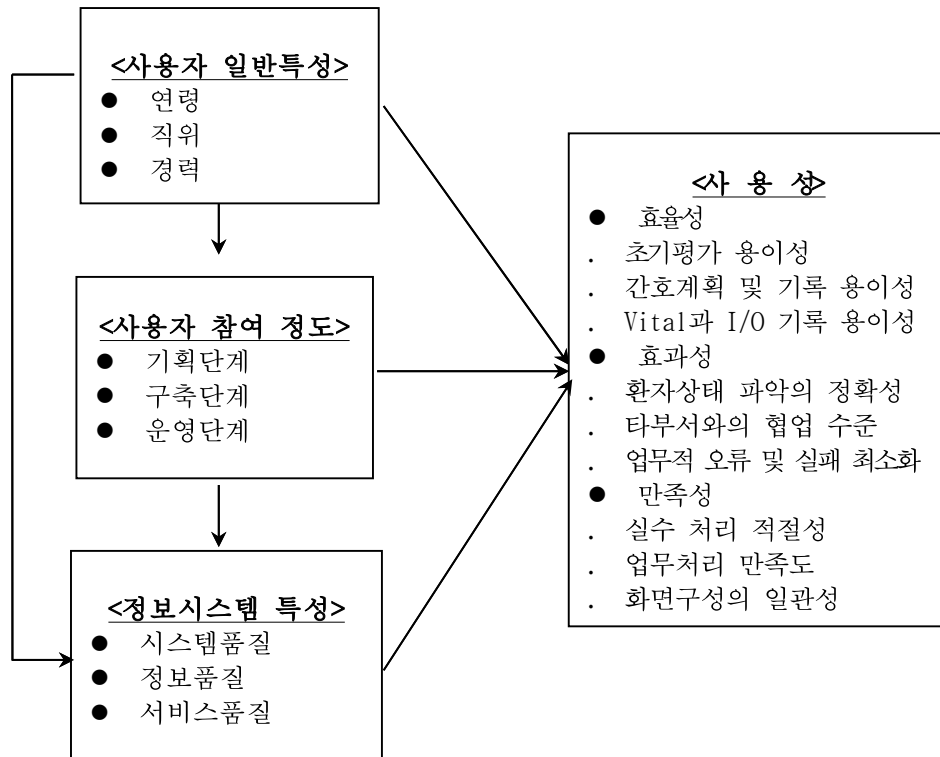 <사용자 일반특성>
● 연령
● 직위
● 경력
<사용자 참여 정도>
● 기획단계
● 구축단계
● 운영단계
<정보시스템 특성>
● 시스템품질
● 정보품질
● 서비스품질
<사 용 성>
● 효율성
. 초기평가 용이성
. 간호계획 및 기록 용이성
. Vital과 I/O 기록 용이성
● 효과성
. 환자상태 파악의 정확성
. 타부서와의 협업 수준
. 업무적 오류 및 실패 최소화
● 만족성
. 실수 처리 적절성
. 업무처리 만족도
. 화면구성의 일관성